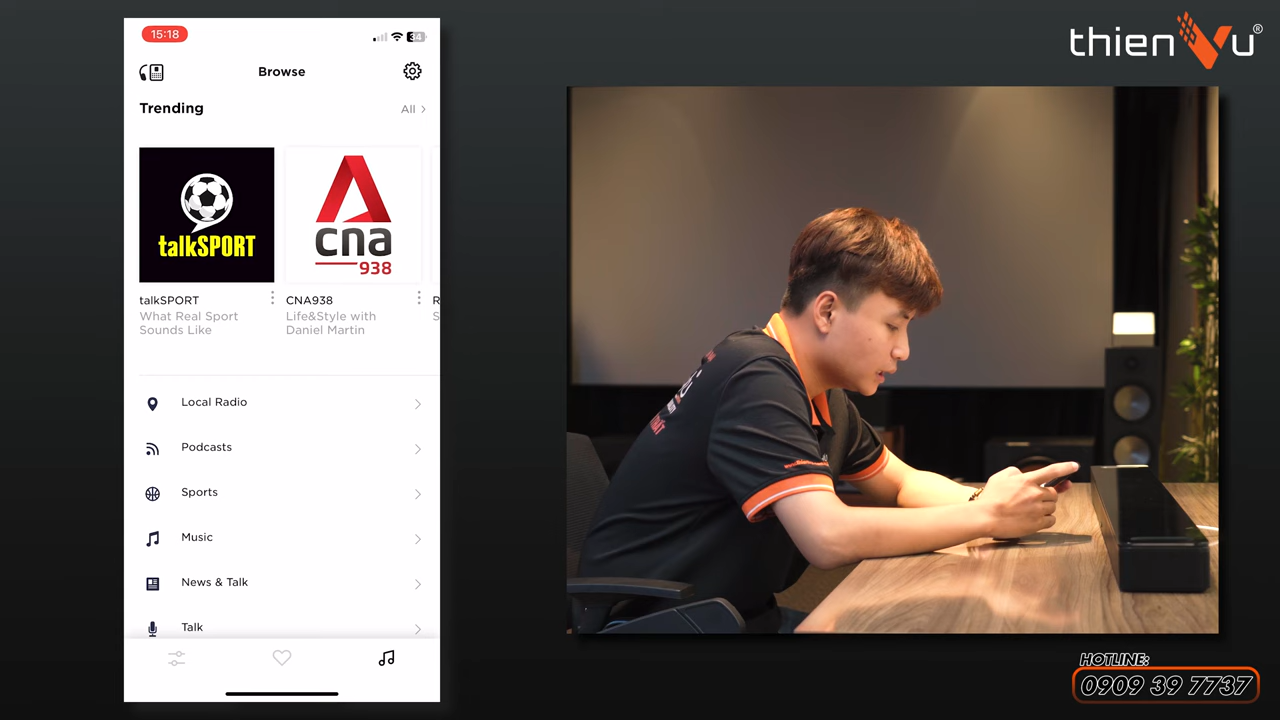 15:18
34
Browse
Trending
All
talkSPORT
cna
938
talkSPORT
What Real Sport
Sounds Like
CNA938
Life&Style with
Daniel Martin
R
S
Local Radio
Podcasts
Sports
Music
News & Talk
Talk
thienVu®
HOTLINE:
0909 39 7737